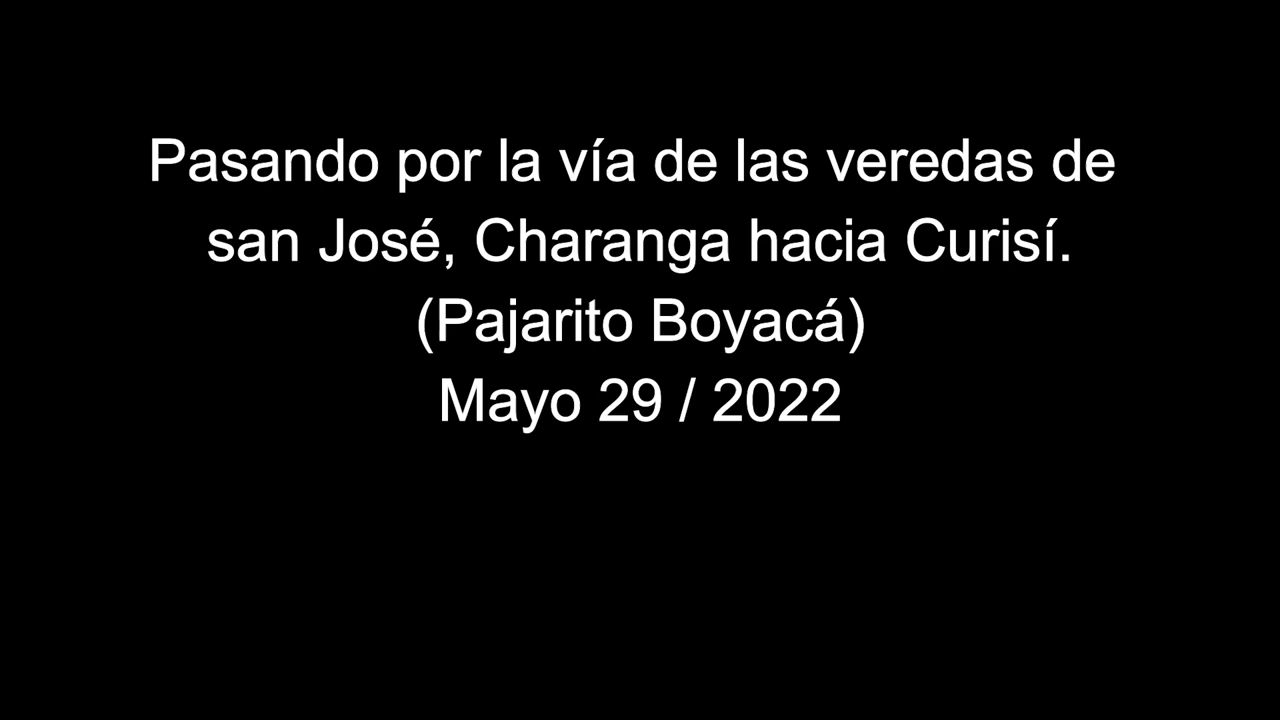 Pasando por la vía de las veredas de
san José, Charanga hacia Curisí.
(Pajarito Boyacá)
Mayo 29 / 2022